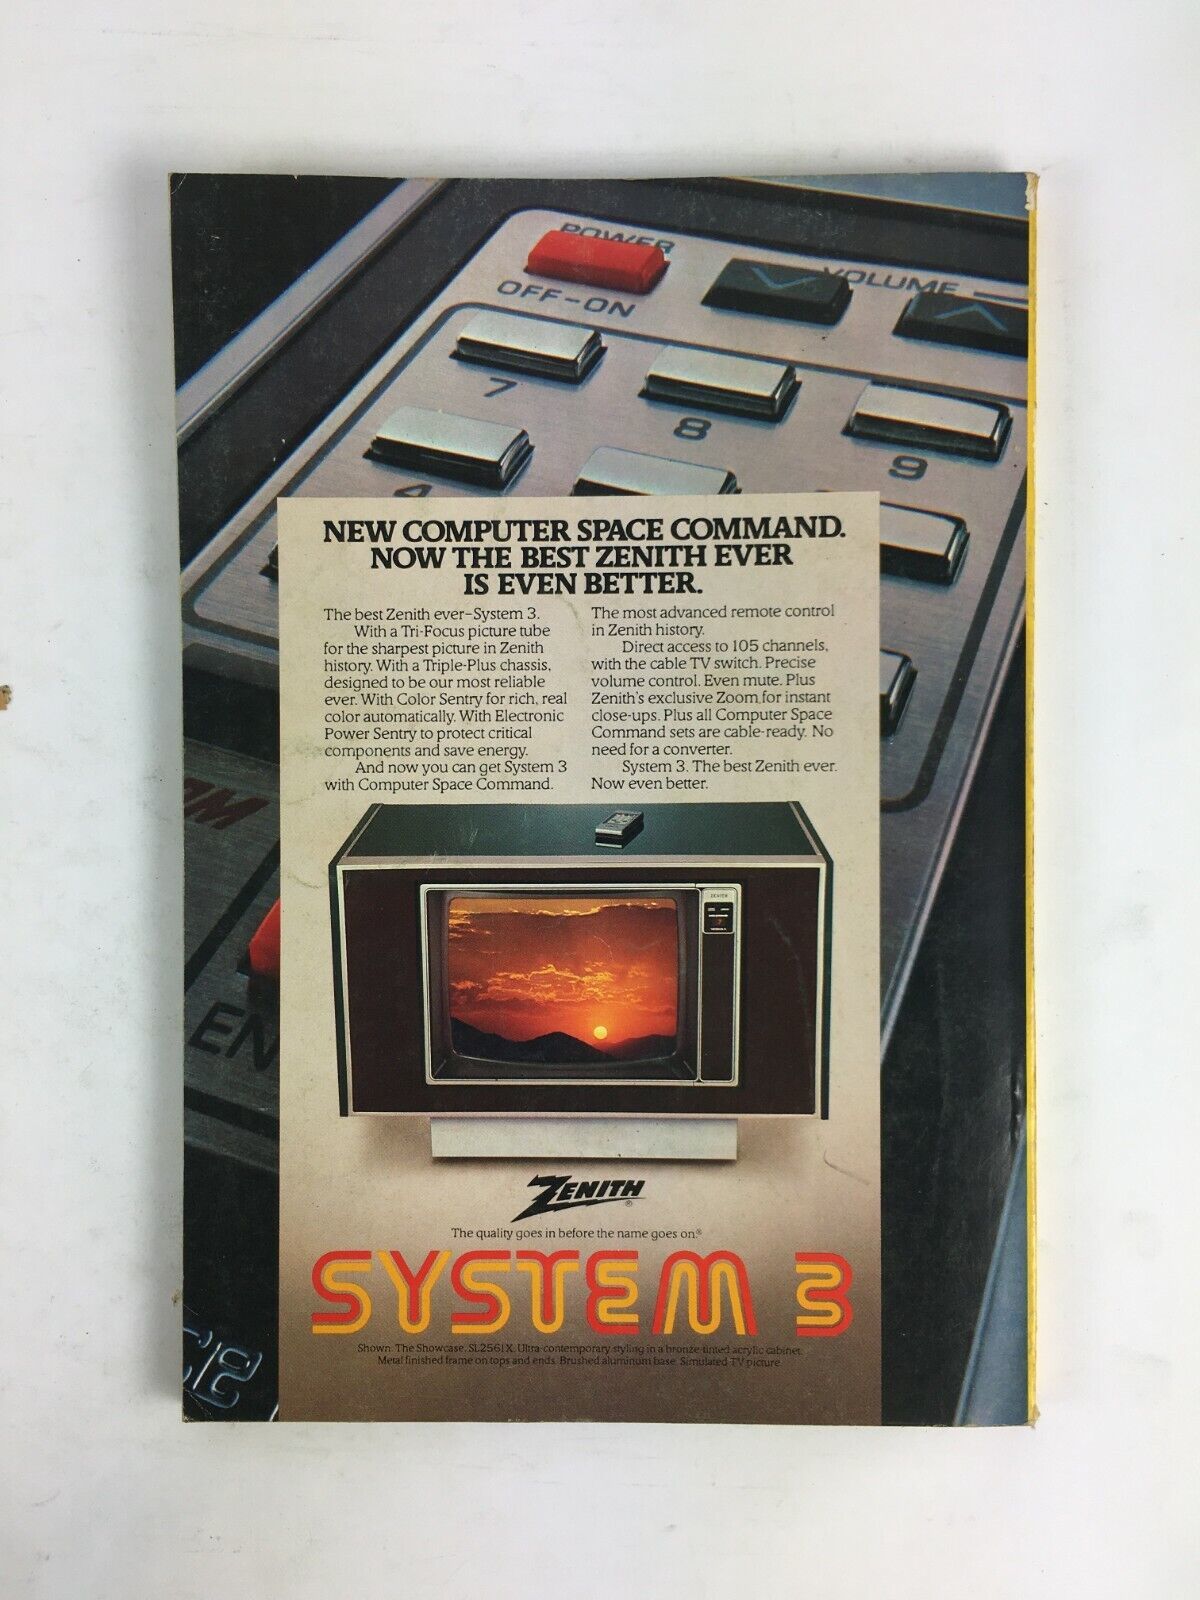 POWER
OFF-ON
VOLUME
7
8
9
4
NEW COMPUTER SPACE COMMAND.
NOW THE BEST ZENITH EVER
IS EVEN BETTER.
The best Zenith ever–System 3.
With a Tri-Focus picture tube
for the sharpest picture in Zenith
history. With a Triple-Plus chassis,
designed to be our most reliable
ever. With Color Sentry for rich, real
color automatically. With Electronic
Power Sentry to protect critical
components and save energy.
And now you can get System 3
with Computer Space Command.
The most advanced remote control
in Zenith history.
Direct access to 105 channels,
with the cable TV switch. Precise
volume control. Even mute. Plus
Zenith's exclusive Zoom for instant
close-ups. Plus all Computer Space
Command sets are cable-ready. No
need for a converter.
System 3. The best Zenith ever.
Now even better.
ZENITH
7
EN
ZENITH®
The quality goes in before the name goes on.®
SYSTEM 3
Shown: The Showcase, SL2561X. Ultra-contemporary styling in a bronze-tinted acrylic cabinet.
Metal finished frame on tops and ends. Brushed aluminum base. Simulated TV picture.